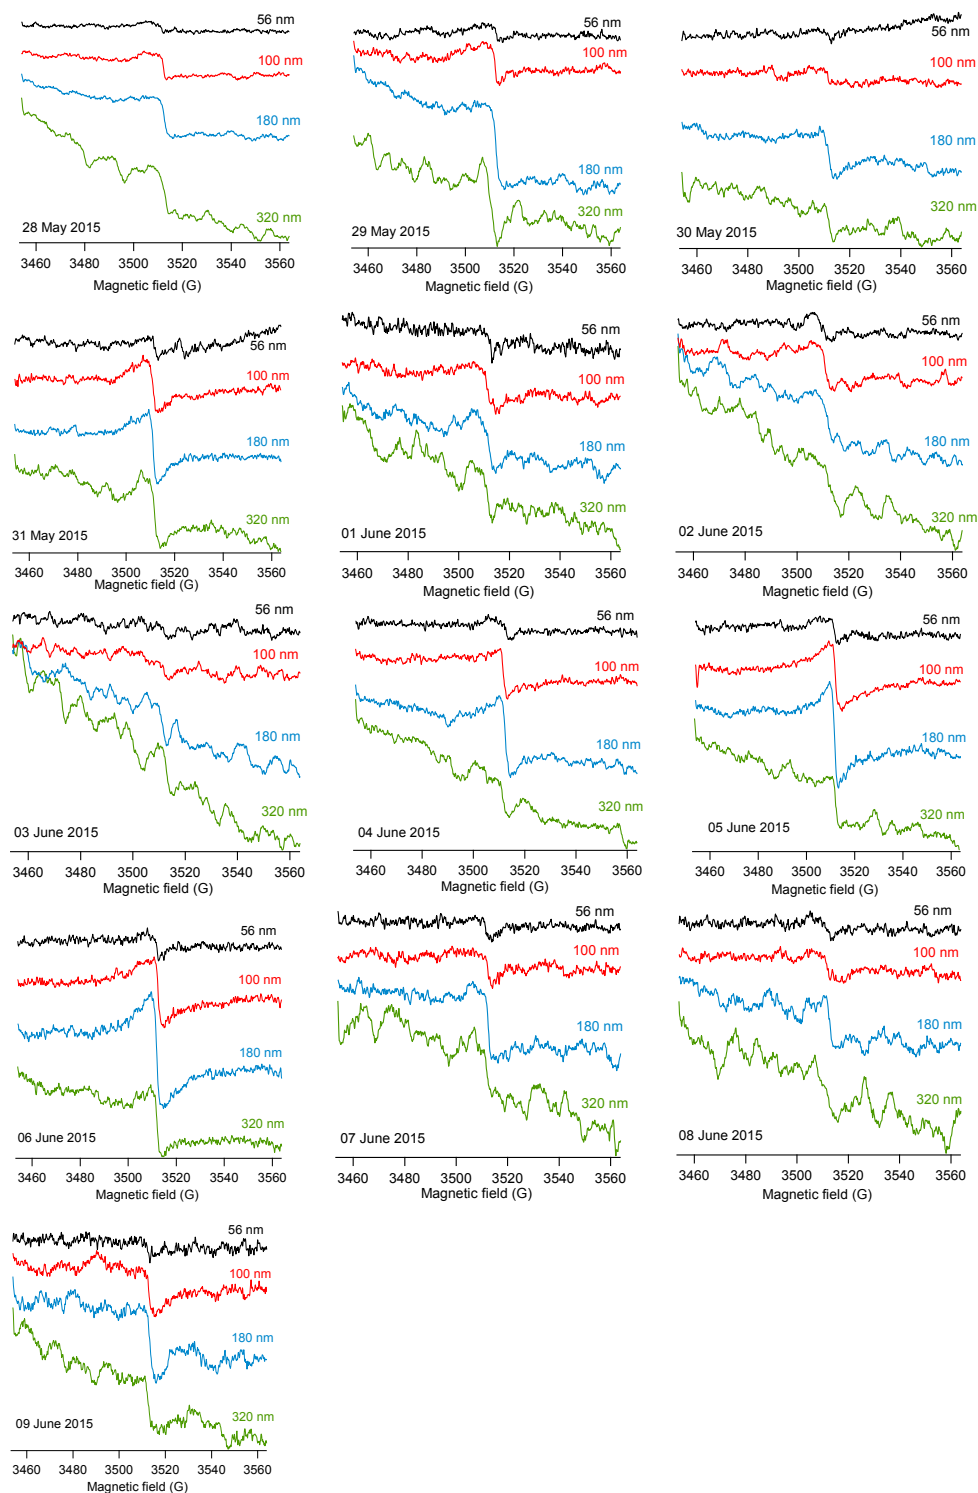 56 nm
100 nm
180 nm
320 nm
28 May 2015
3460 3480 3500 3520 3540 3560
Magnetic field (G)
56 nm
100 nm
180 nm
320 nm
29 May 2015
3460 3480 3500 3520 3540 3560
Magnetic field (G)
56 nm
100 nm
180 nm
320 nm
30 May 2015
3460 3480 3500 3520 3540 3560
Magnetic field (G)
56 nm
100 nm
180 nm
320 nm
31 May 2015
3460 3480 3500 3520 3540 3560
Magnetic field (G)
56 nm
100 nm
180 nm
320 nm
01 June 2015
3460 3480 3500 3520 3540 3560
Magnetic field (G)
56 nm
100 nm
180 nm
320 nm
02 June 2015
3460 3480 3500 3520 3540 3560
Magnetic field (G)
56 nm
100 nm
180 nm
320 nm
03 June 2015
3460 3480 3500 3520 3540 3560
Magnetic field (G)
56 nm
100 nm
180 nm
320 nm
04 June 2015
3460 3480 3500 3520 3540 3560
Magnetic field (G)
56 nm
100 nm
180 nm
320 nm
05 June 2015
3460 3480 3500 3520 3540 3560
Magnetic field (G)
56 nm
100 nm
180 nm
320 nm
06 June 2015
3460 3480 3500 3520 3540 3560
Magnetic field (G)
56 nm
100 nm
180 nm
320 nm
07 June 2015
3460 3480 3500 3520 3540 3560
Magnetic field (G)
56 nm
100 nm
180 nm
320 nm
08 June 2015
3460 3480 3500 3520 3540 3560
Magnetic field (G)
56 nm
100 nm
180 nm
320 nm
09 June 2015
3460 3480 3500 3520 3540 3560
Magnetic field (G)